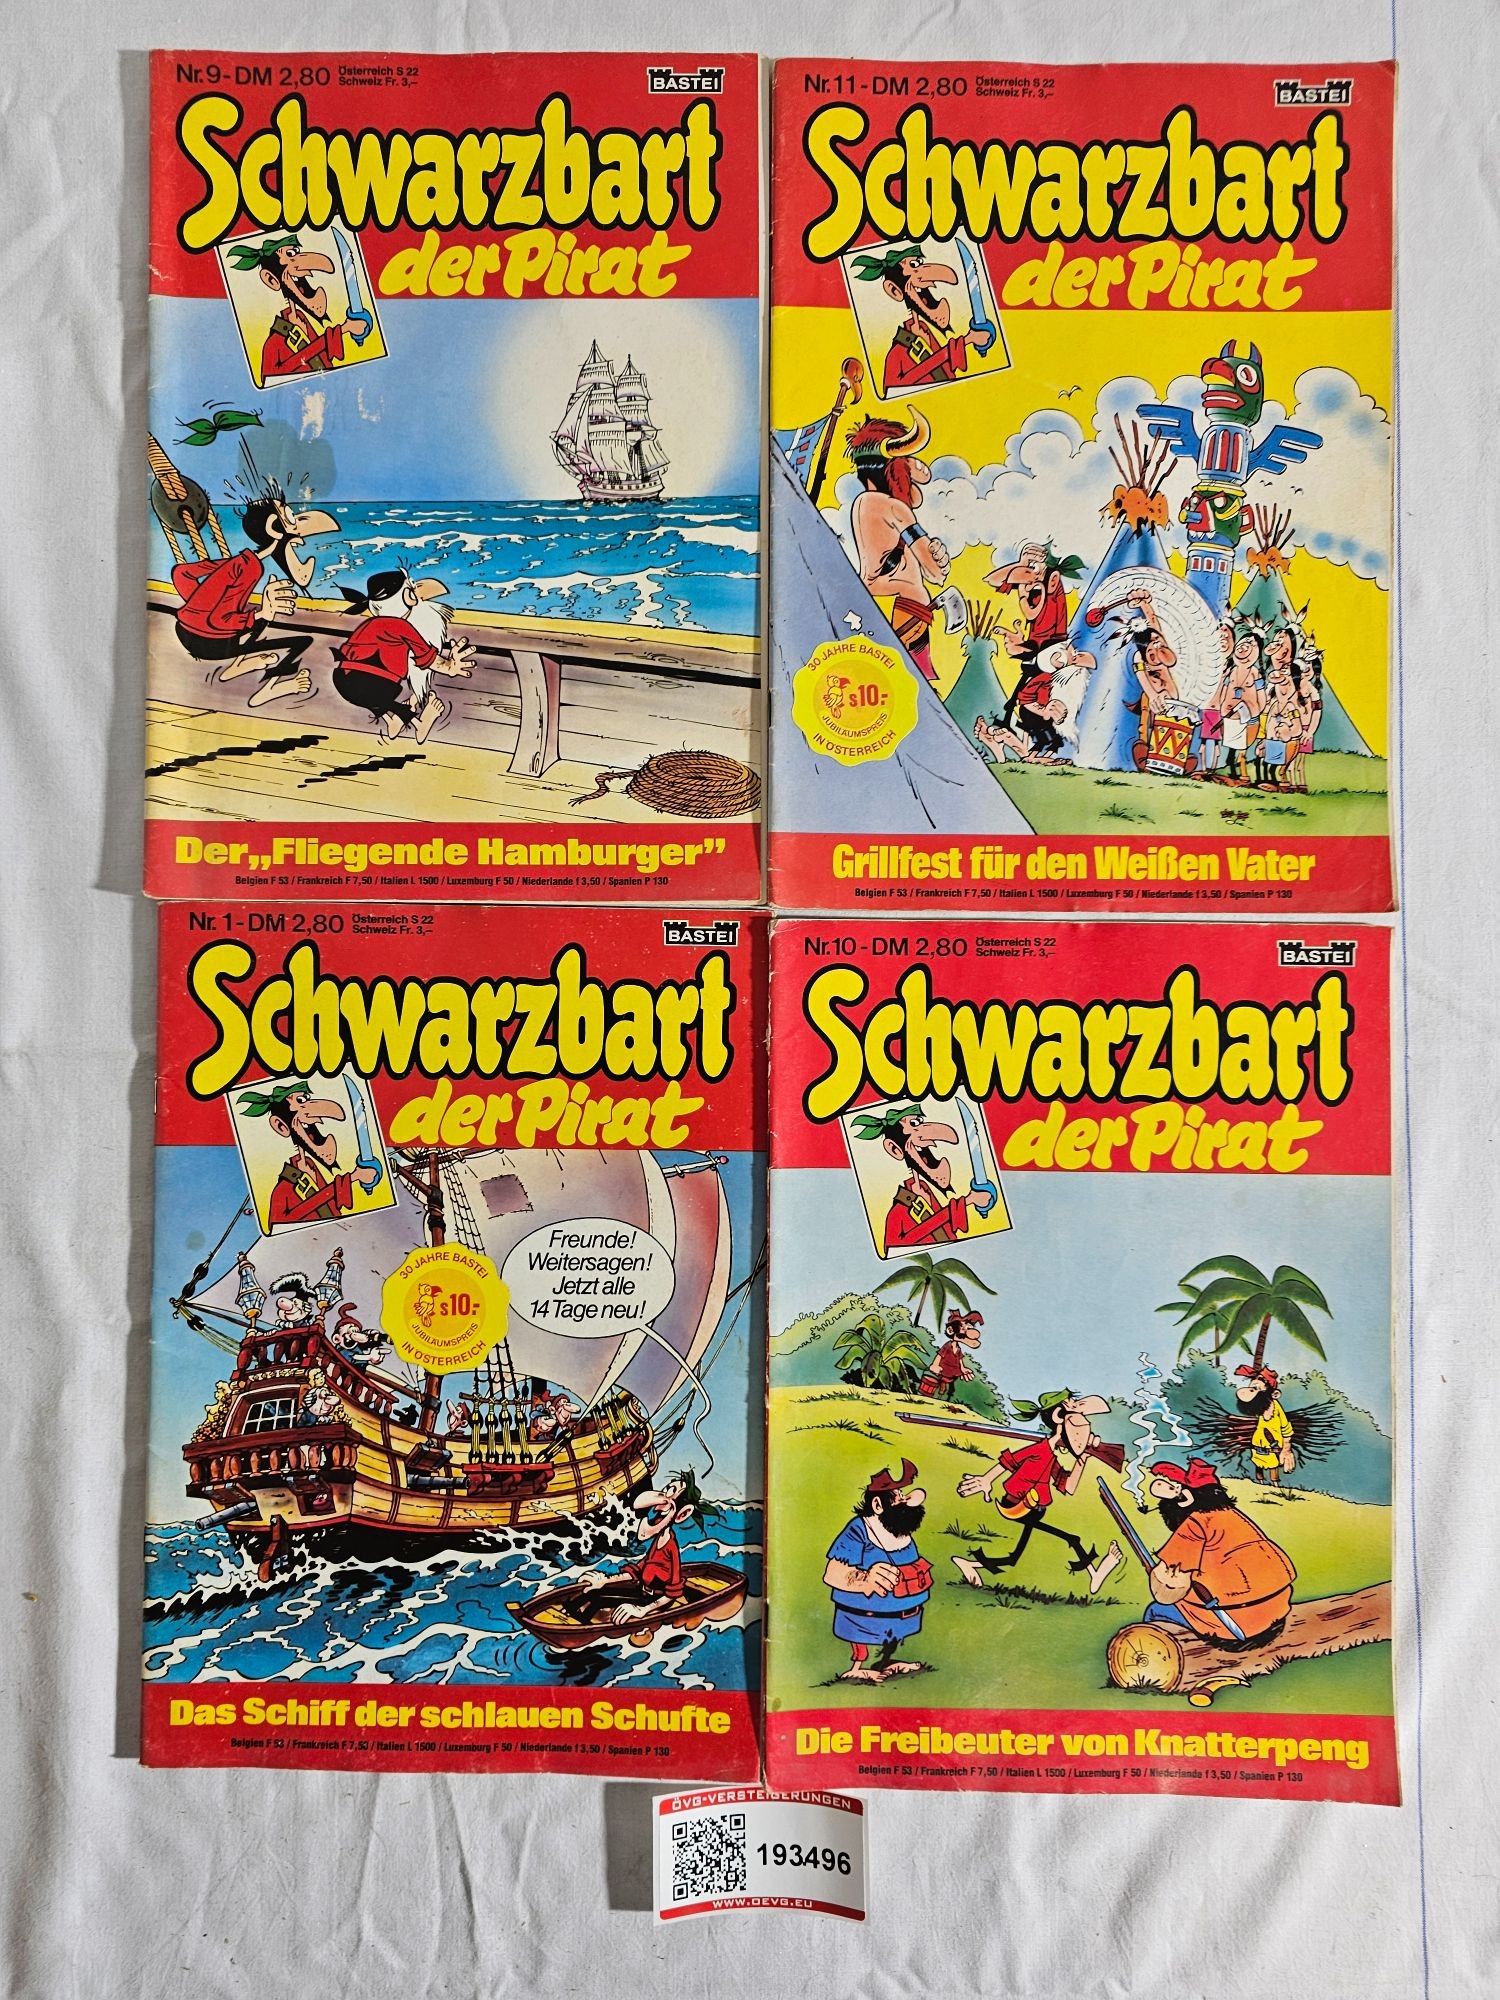 Nr. 9 - DM 2,80
Österreich S 22
Schweiz Fr. 3,–
BASTEI
Schwarzbart
der Pirat
Der „Fliegende Hamburger”
Belgien F 53 / Frankreich F 7,50 / Italien L 1500 / Luxemburg F 50 / Niederlande f 3,50 / Spanien P 130
Nr. 11 - DM 2,80
Österreich S 22
Schweiz Fr. 3,–
BASTEI
Schwarzbart
der Pirat
30 JAHRE BASTEI
S 10.-
JUBILÄUMSPREIS
IN ÖSTERREICH
Grillfest für den Weißen Vater
Belgien F 53 / Frankreich F 7,50 / Italien L 1500 / Luxemburg F 50 / Niederlande f 3,50 / Spanien P 130
Nr. 1 - DM 2,80
Österreich S 22
Schweiz Fr. 3,–
BASTEI
Schwarzbart
der Pirat
Freunde!
Weitersagen!
Jetzt alle
14 Tage neu!
30 JAHRE BASTEI
S 10.-
JUBILÄUMSPREIS
IN ÖSTERREICH
Das Schiff der schlauen Schufte
Belgien F 53 / Frankreich F 7,50 / Italien L 1500 / Luxemburg F 50 / Niederlande f 3,50 / Spanien P 130
Nr. 10 - DM 2,80
Österreich S 22
Schweiz Fr. 3,–
BASTEI
Schwarzbart
der Pirat
Die Freibeuter von Knatterpeng
Belgien F 53 / Frankreich F 7,50 / Italien L 1500 / Luxemburg F 50 / Niederlande f 3,50 / Spanien P 130
ÖVG-VERSTEIGERUNGEN
193.496
WWW.OEVG.EU